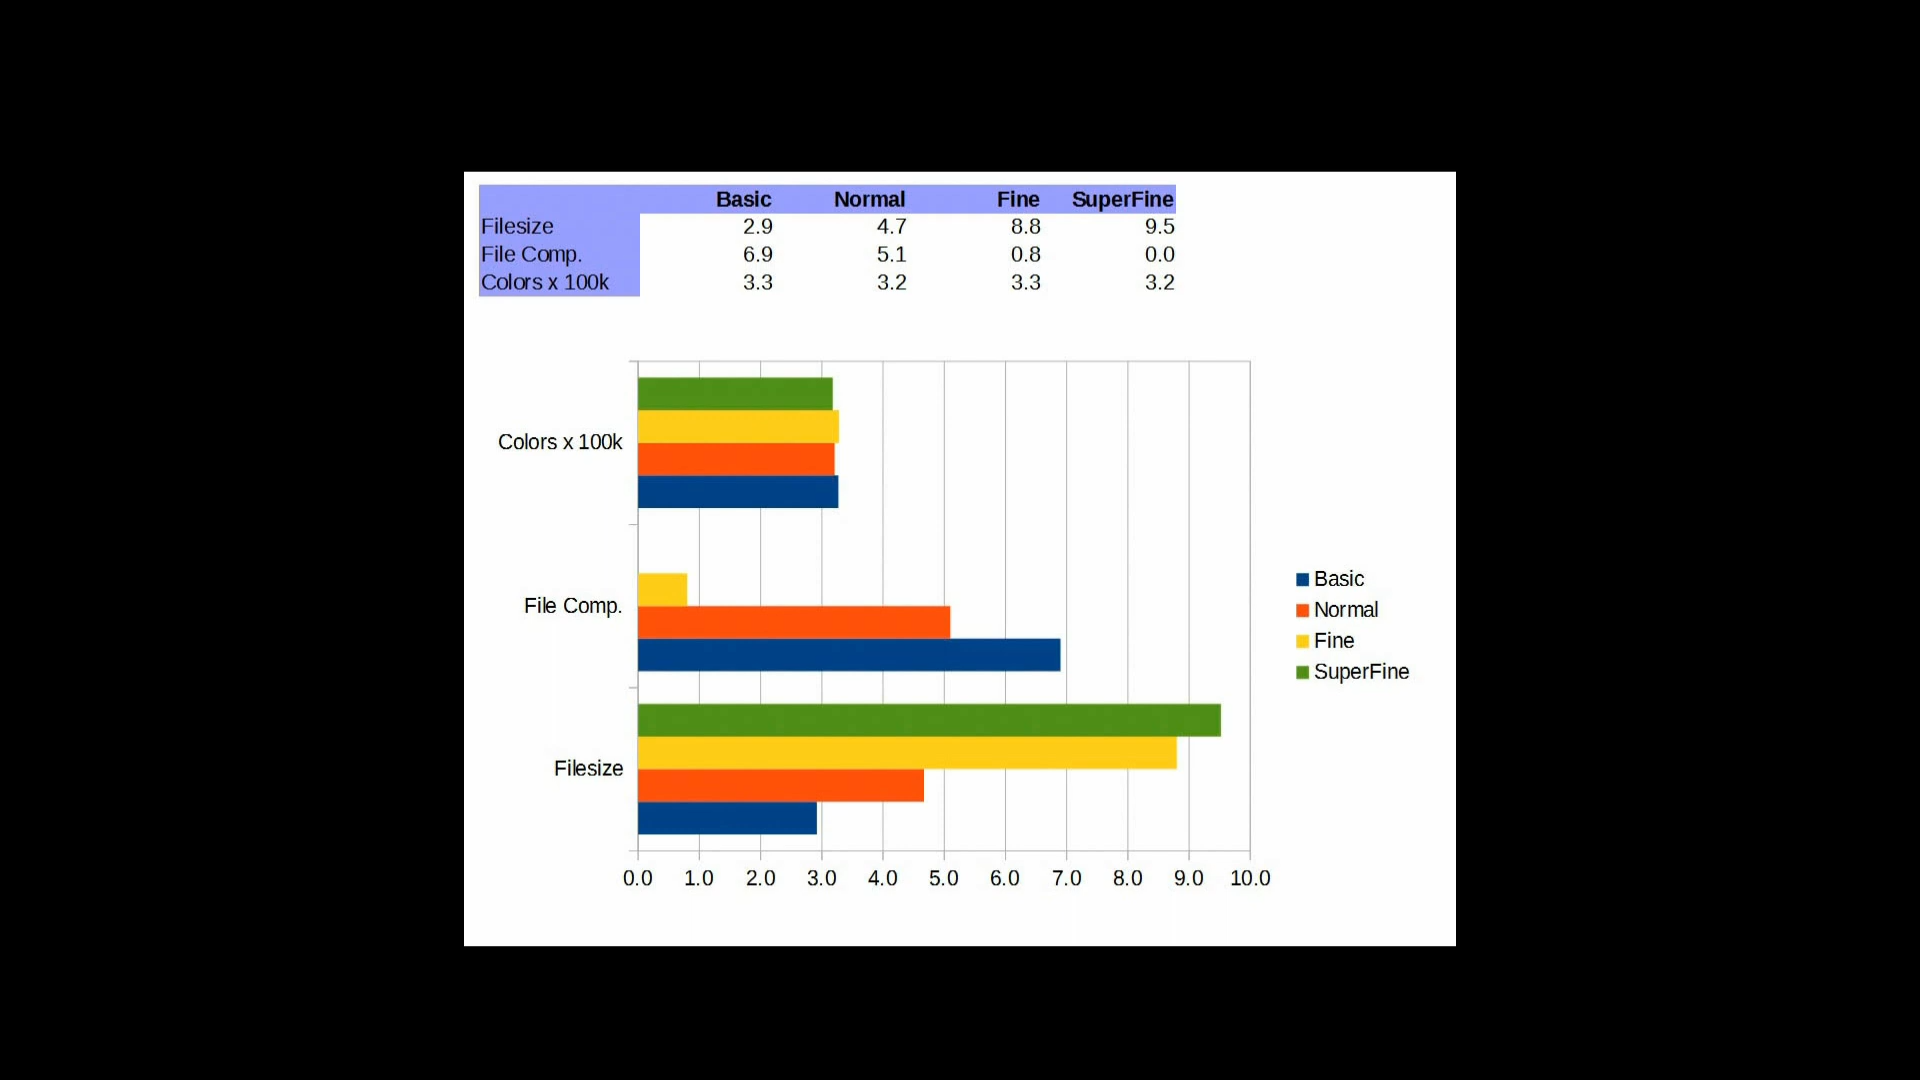 Basic Normal Fine SuperFine
Filesize 2.9 4.7 8.8 9.5
File Comp. 6.9 5.1 0.8 0.0
Colors x 100k 3.3 3.2 3.3 3.2
Colors x 100k
File Comp.
Filesize
0.0 1.0 2.0 3.0 4.0 5.0 6.0 7.0 8.0 9.0 10.0
Basic
Normal
Fine
SuperFine